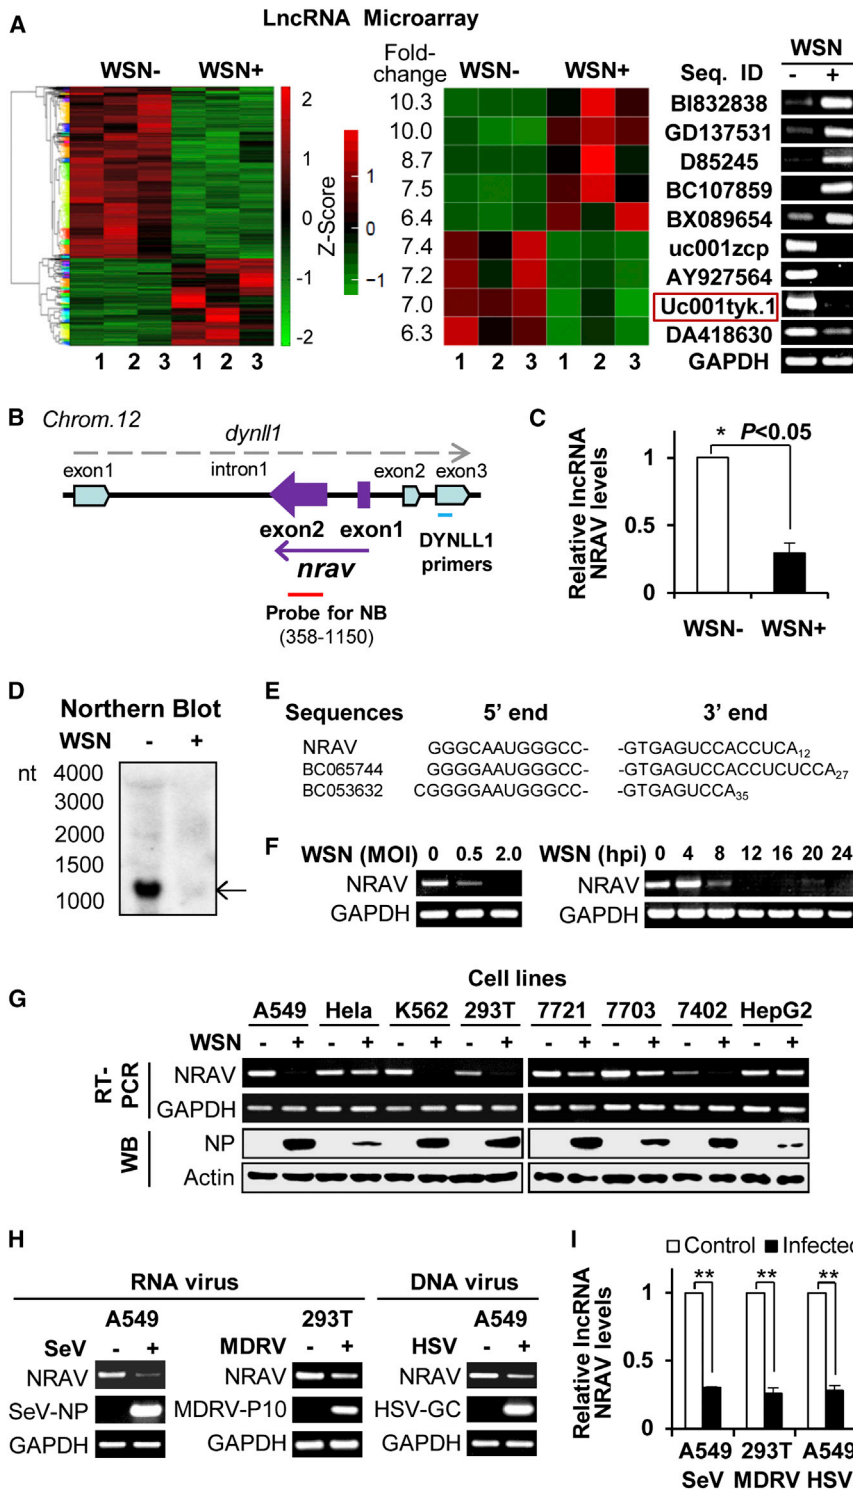 A
LncRNA Microarray
WSN- WSN+
2
1
0
-1
-2
1 2 3 1 2 3
Z-Score
1
0
-1
Fold-change
WSN- WSN+
10.3
10.0
8.7
7.5
6.4
7.4
7.2
7.0
6.3
1 2 3 1 2 3
WSN
Seq. ID - +
BI832838
GD137531
D85245
BC107859
BX089654
uc001zcp
AY927564
Uc001tyk.1
DA418630
GAPDH
B
Chrom.12
dynll1
exon1 intron1 exon2 exon3
exon2 exon1
nrav
DYNLL1
primers
Probe for NB
(358-1150)
C
Relative lncRNA
NRAV levels
1
0.5
0
* P<0.05
WSN- WSN+
D
Northern Blot
WSN - +
nt 4000
3000
2000
1500
1000
E
Sequences 5’ end 3’ end
NRAV GGGCAAUGGGCC- -GTGAGUCCACCUCA12
BC065744 GGGGAAUGGGCC- -GTGAGUCCACCUCUCCA27
BC053632 CGGGGAAUGGGCC- -GTGAGUCCA35
F
WSN (MOI) 0 0.5 2.0
NRAV
GAPDH
WSN (hpi) 0 4 8 12 16 20 24
NRAV
GAPDH
G
Cell lines
A549 Hela K562 293T 7721 7703 7402 HepG2
WSN - + - + - + - + - + - + - + - +
RT-PCR
NRAV
GAPDH
WB
NP
Actin
H
RNA virus DNA virus
A549 293T A549
SeV - + MDRV - + HSV - +
NRAV NRAV NRAV
SeV-NP MDRV-P10 HSV-GC
GAPDH GAPDH GAPDH
I
Control Infected
Relative lncRNA
NRAV levels
1
0.5
0
** ** **
A549 293T A549
SeV MDRV HSV